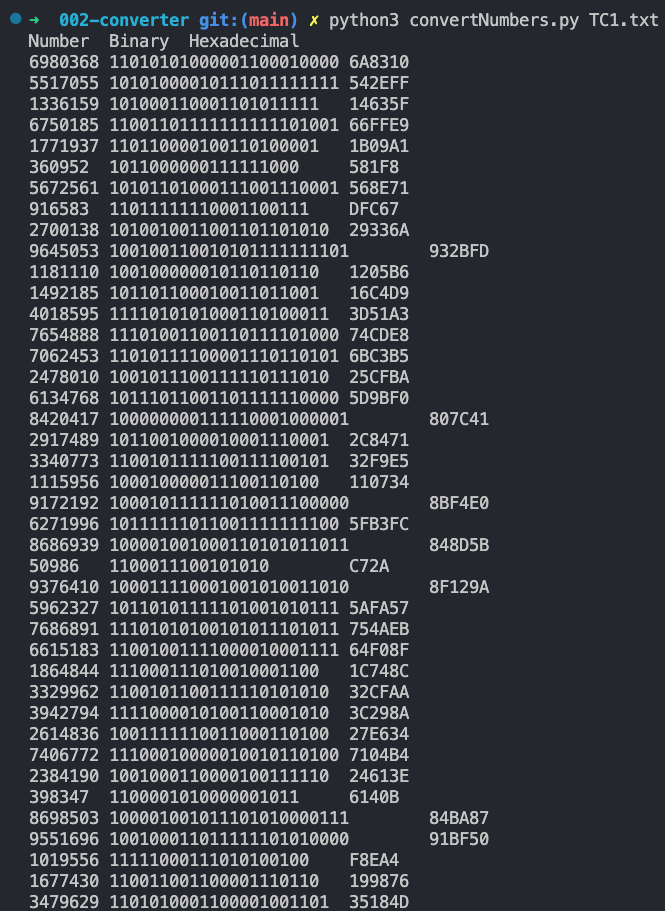 ➜ 002-converter git:(main) ✗ python3 convertNumbers.py TC1.txt
Number Binary Hexadecimal
6980368 11010101000001100010000 6A8310
5517055 10101000010111011111111 542EFF
1336159 101000110001101011111 14635F
6750185 11001101111111111101001 66FFE9
1771937 110110000100110100001 1B09A1
360952 1011000000111111000 581F8
5672561 10101101000111001110001 568E71
916583 11011111110001100111 DFC67
2700138 1010010011001101101010 29336A
9645053 100100110010101111111101 932BFD
1181110 100100000010110110110 1205B6
1492185 101101100010011011001 16C4D9
4018595 1111010101000110100011 3D51A3
7654888 11101001100110111101000 74CDE8
7062453 11010111100001110110101 6BC3B5
2478010 1001011100111110111010 25CFBA
6134768 10111011001101111110000 5D9BF0
8420417 100000000111110001000001 807C41
2917489 1011001000010001110001 2C8471
3340773 1100101111100111100101 32F9E5
1115956 100010000011100110100 110734
9172192 100010111111010011100000 8BF4E0
6271996 10111111011001111111100 5FB3FC
8686939 100001001000110101011011 848D5B
50986 1100011100101010 C72A
9376410 100011110001001010011010 8F129A
5962327 10110101111101001010111 5AFA57
7686891 11101010100101011101011 754AEB
6615183 11001001111000010001111 64F08F
1864844 111000111010010001100 1C748C
3329962 1100101100111110101010 32CFAA
3942794 1111000010100110001010 3C298A
2614836 1001111110011000110100 27E634
7406772 11100010000010010110100 7104B4
2384190 1001000110000100111110 24613E
398347 1100001010000001011 6140B
8698503 100001001011101010000111 84BA87
9551696 100100011011111101010000 91BF50
1019556 11111000111010100100 F8EA4
1677430 110011001100001110110 199876
3479629 1101010001100001001101 35184D